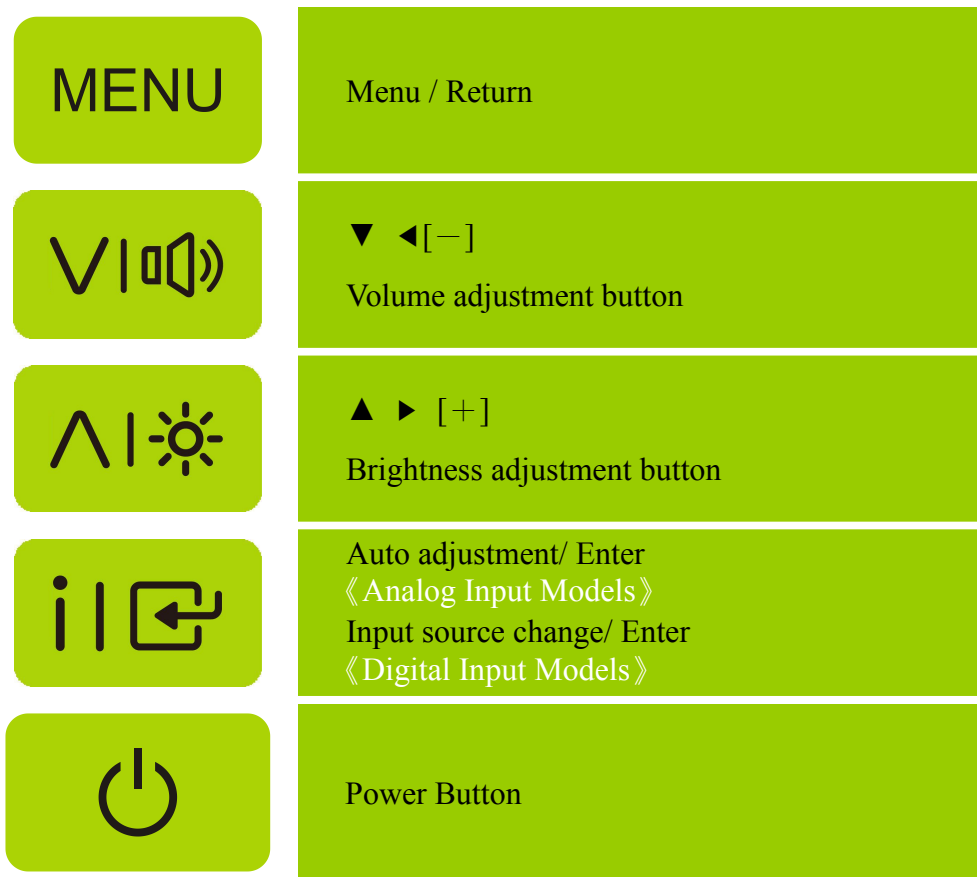 MENU
Menu / Return
▼ ◀[－]
Volume adjustment button
▲ ▶ [＋]
Brightness adjustment button
i
Auto adjustment/ Enter
《Analog Input Models》
Input source change/ Enter
《Digital Input Models》
Power Button